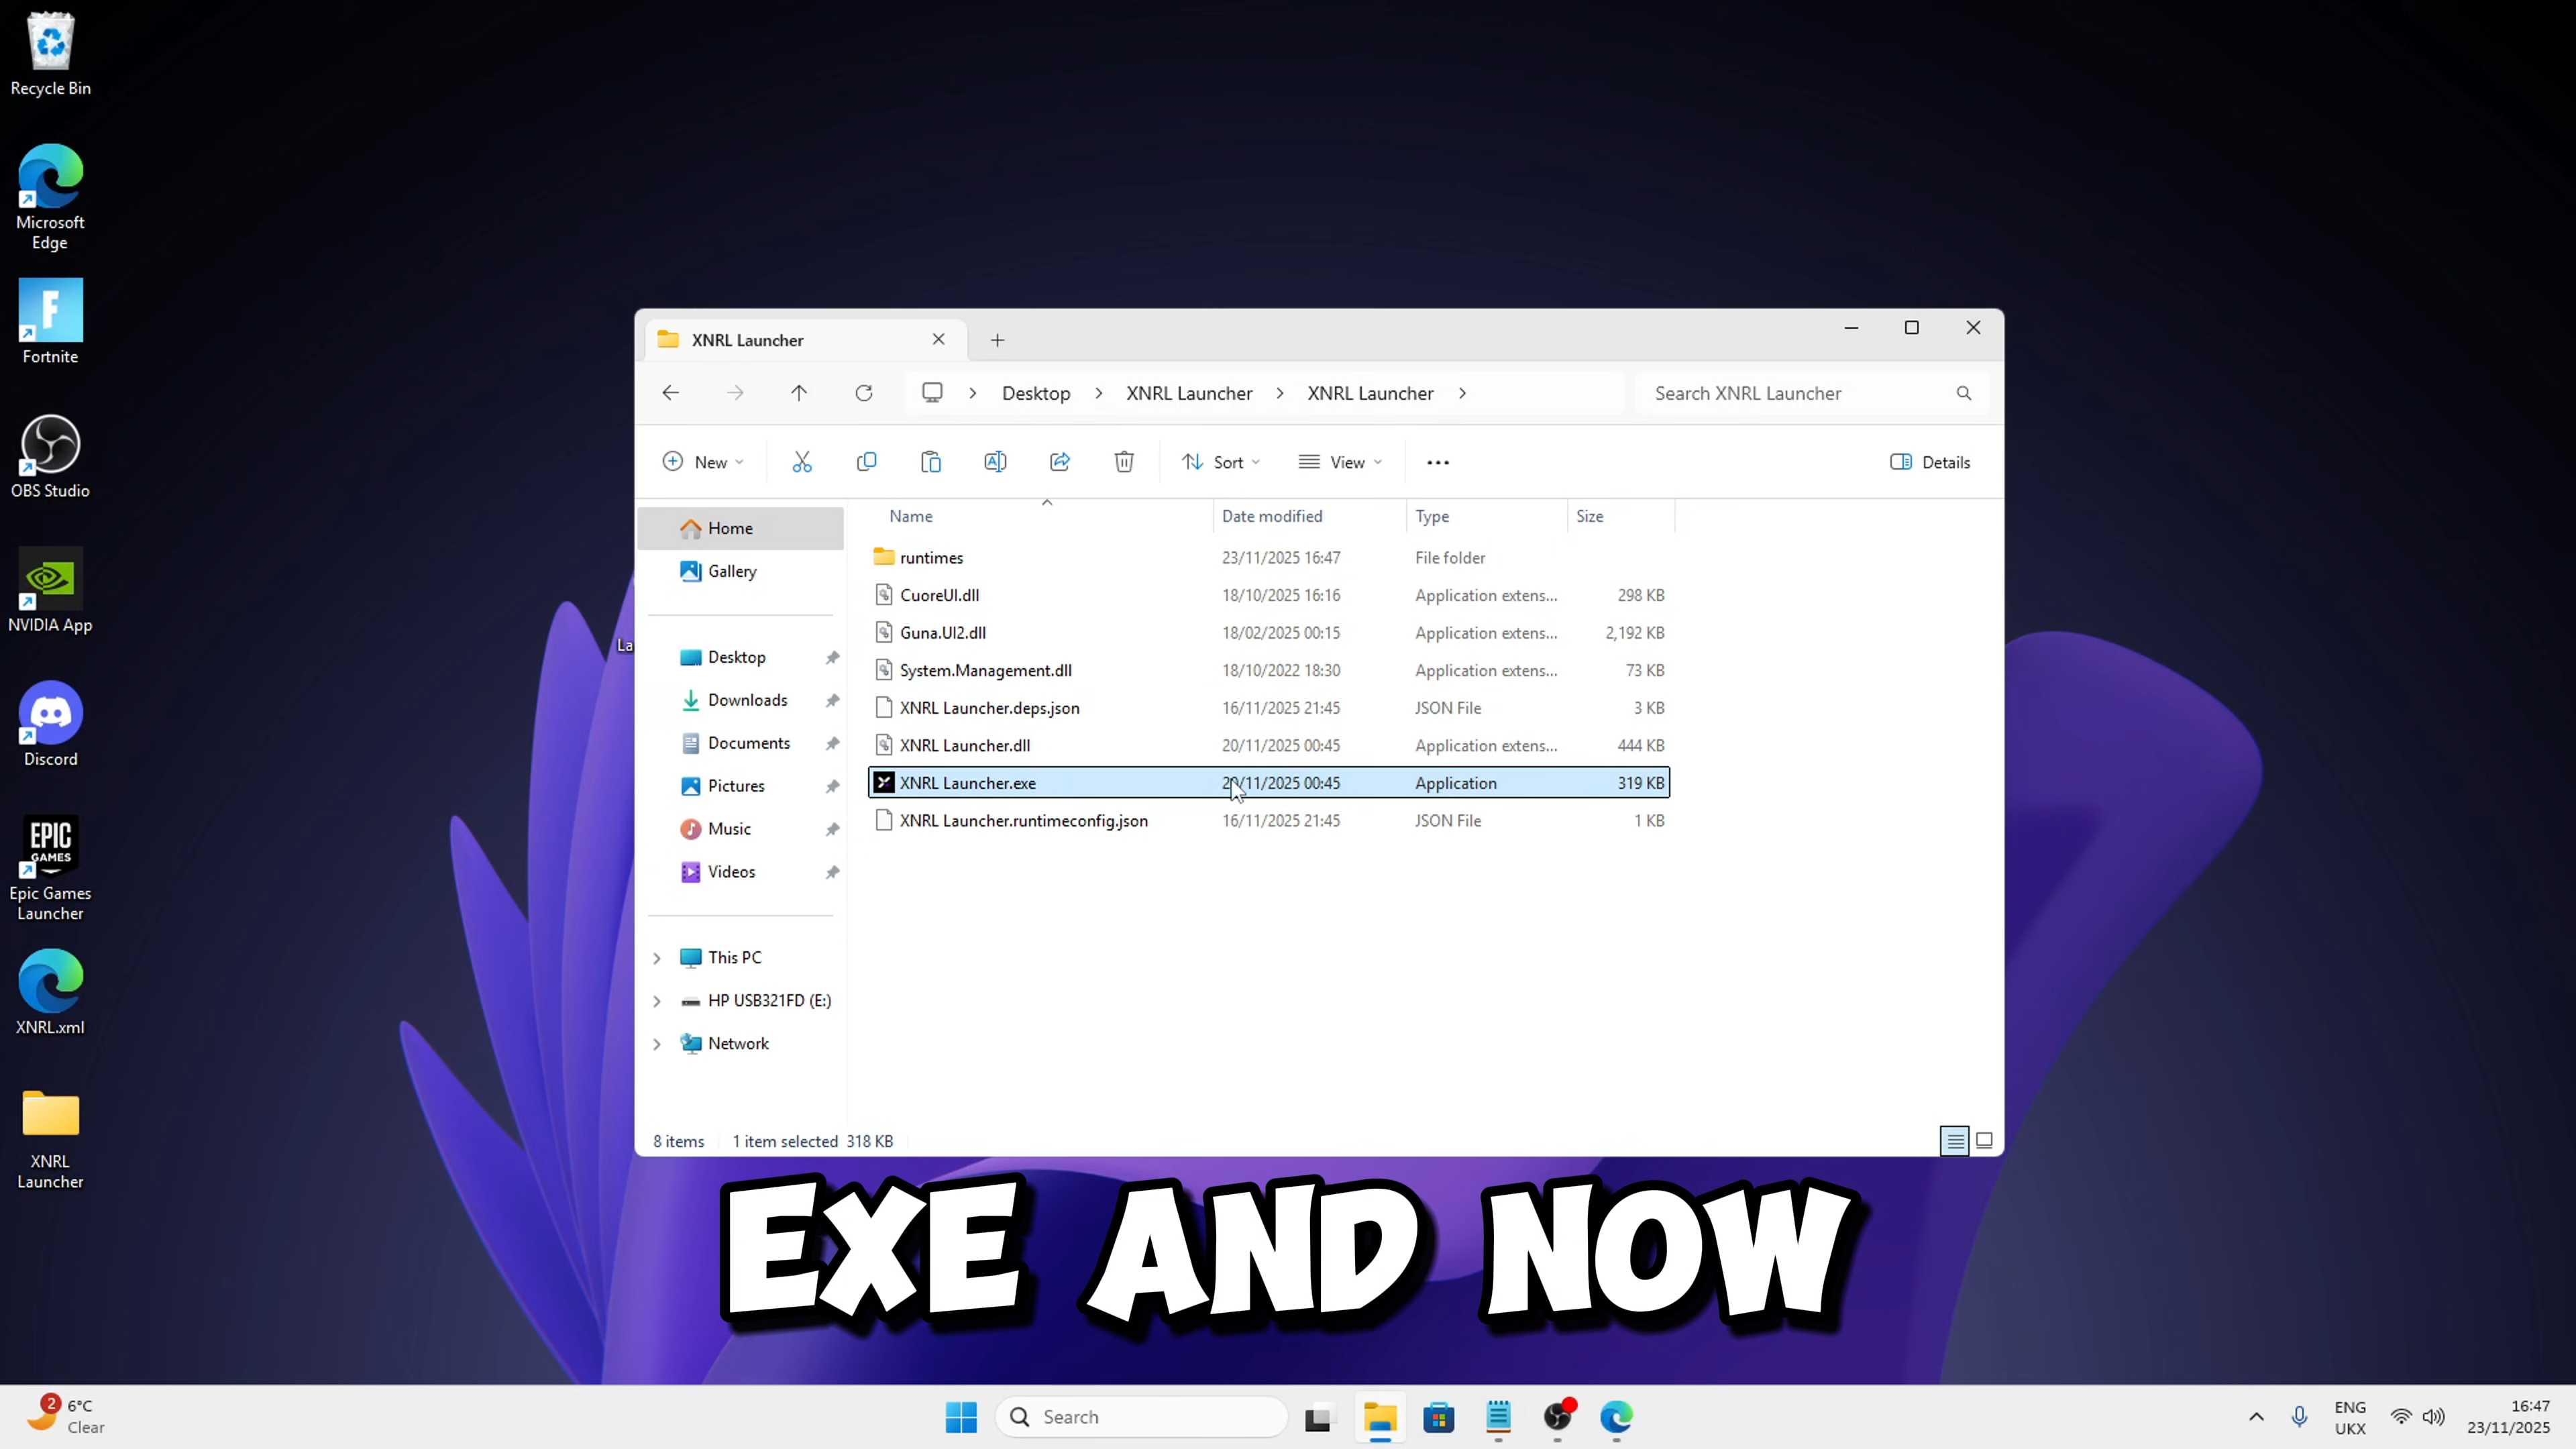 Recycle Bin
Microsoft
Edge
F
Fortnite
OBS Studio
NVIDIA App
Discord
EPIC
GAMES
Epic Games
Launcher
XNRL.xml
XNRL
Launcher
La
XNRL Launcher
Desktop
XNRL Launcher
XNRL Launcher
Search XNRL Launcher
New
Sort
View
Details
Home
Gallery
Desktop
Downloads
Documents
Pictures
Music
Videos
This PC
HP USB321FD (E:)
Network
Name Date modified Type Size
runtimes 23/11/2025 16:47 File folder
CuoreUI.dll 18/10/2025 16:16 Application extens... 298 KB
Guna.UI2.dll 18/02/2025 00:15 Application extens... 2,192 KB
System.Management.dll 18/10/2022 18:30 Application extens... 73 KB
XNRL Launcher.deps.json 16/11/2025 21:45 JSON File 3 KB
XNRL Launcher.dll 20/11/2025 00:45 Application extens... 444 KB
XNRL Launcher.exe 20/11/2025 00:45 Application 319 KB
XNRL Launcher.runtimeconfig.json 16/11/2025 21:45 JSON File 1 KB
8 items 1 item selected 318 KB
EXE AND NOW
2
6°C
Clear
Search
ENG
UKX
16:47
23/11/2025